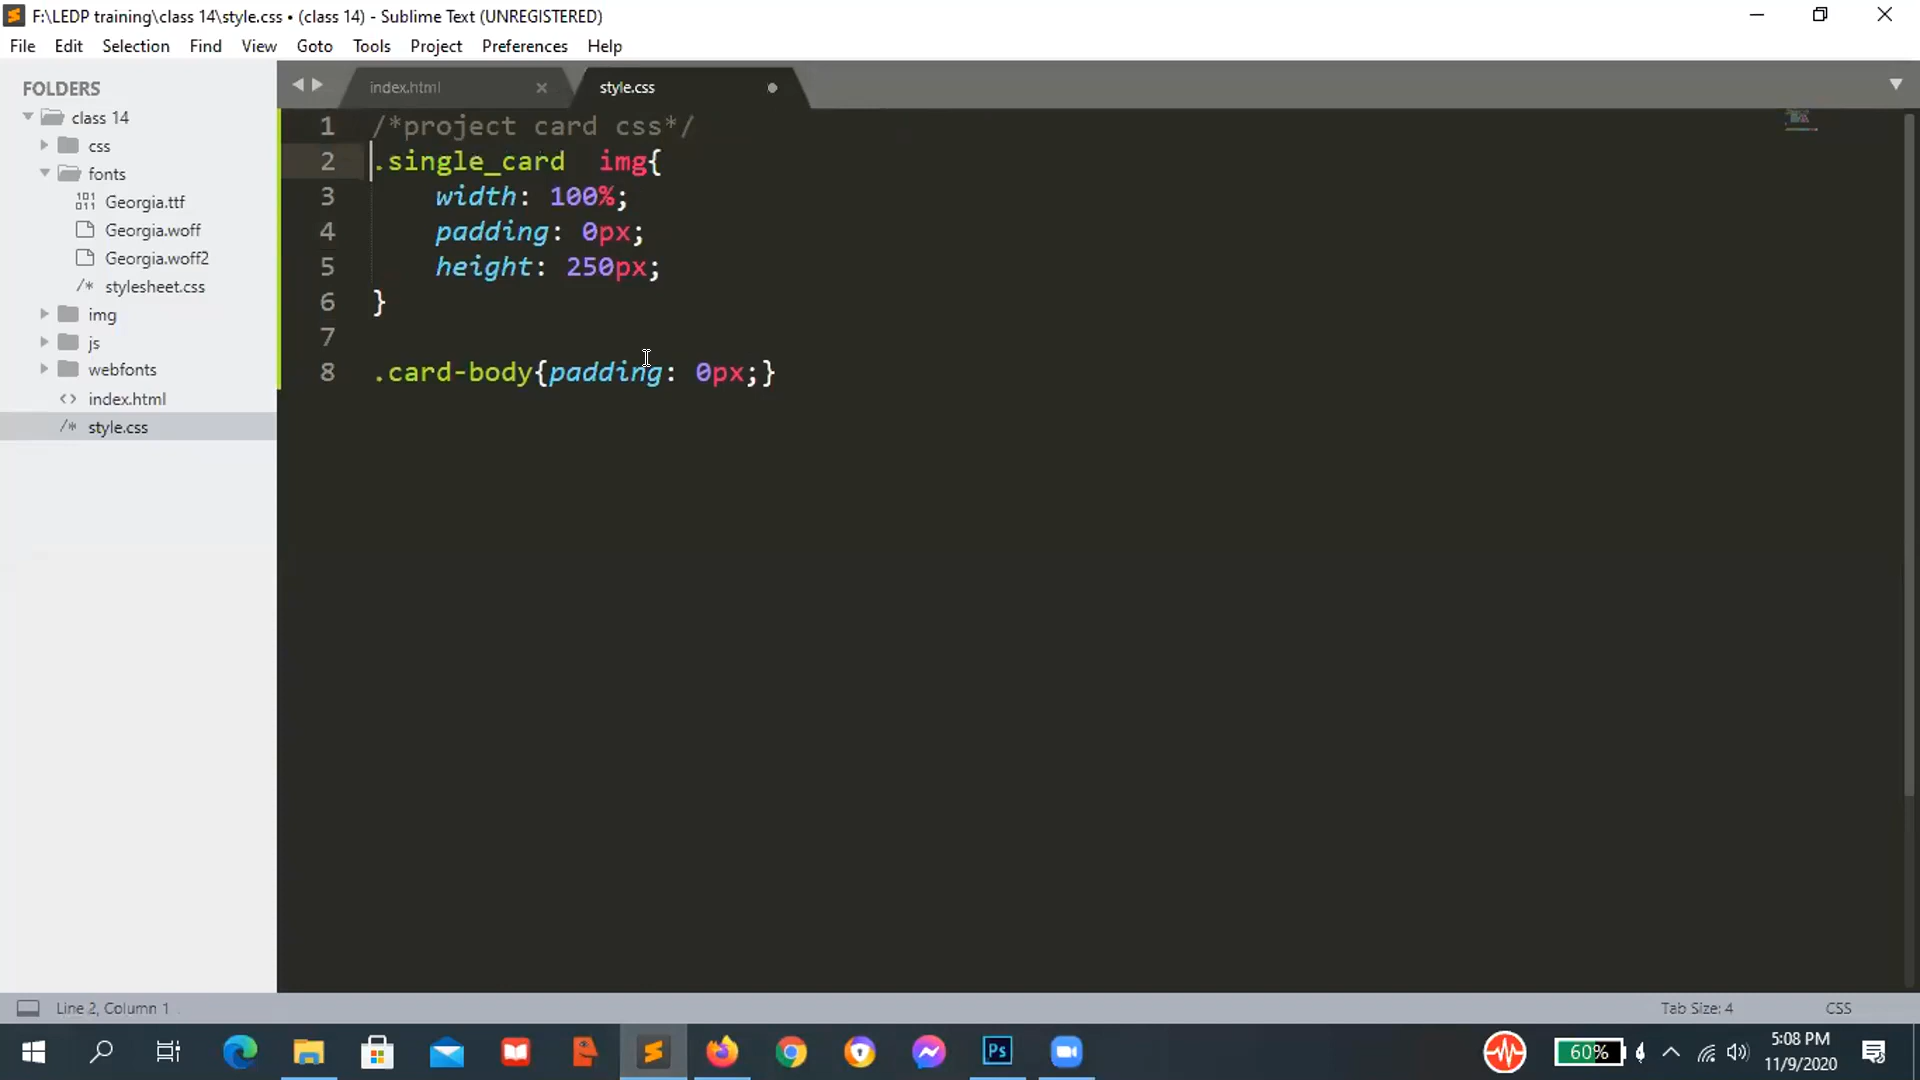 F:\LEDP training\class 14\style.css • (class 14) - Sublime Text (UNREGISTERED)
File Edit Selection Find View Goto Tools Project Preferences Help
FOLDERS
class 14
css
fonts
Georgia.ttf
Georgia.woff
Georgia.woff2
/* stylesheet.css
img
js
webfonts
<> index.html
/* style.css
index.html × style.css
1 /*project card css*/
2 .single_card  img{
3 width: 100%;
4 padding: 0px;
5 height: 250px;
6 }
7
8 .card-body{padding: 0px;}
Line 2, Column 1
Tab Size: 4 CSS
Ps
60%
5:08 PM
11/9/2020